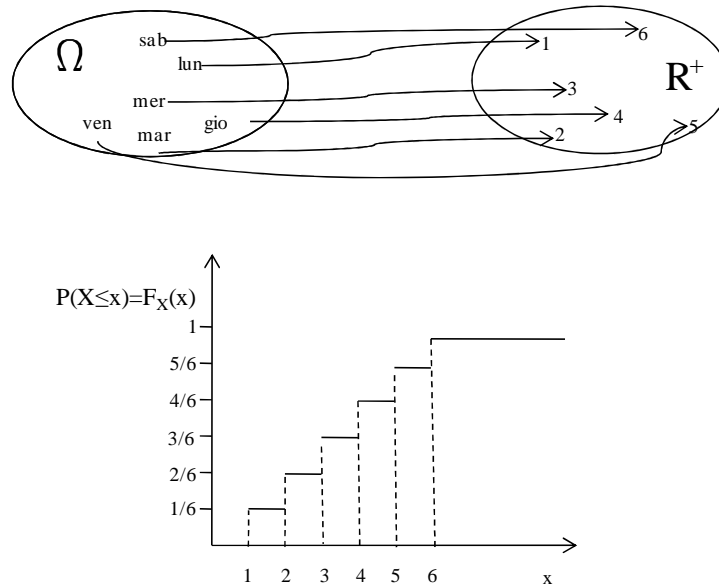 Ω
sab
lun
mer
gio
ven
mar
6
1
R+
3
4
5
2
P(X≤x)=FX(x)
1
5/6
4/6
3/6
2/6
1/6
1 2 3 4 5 6 x